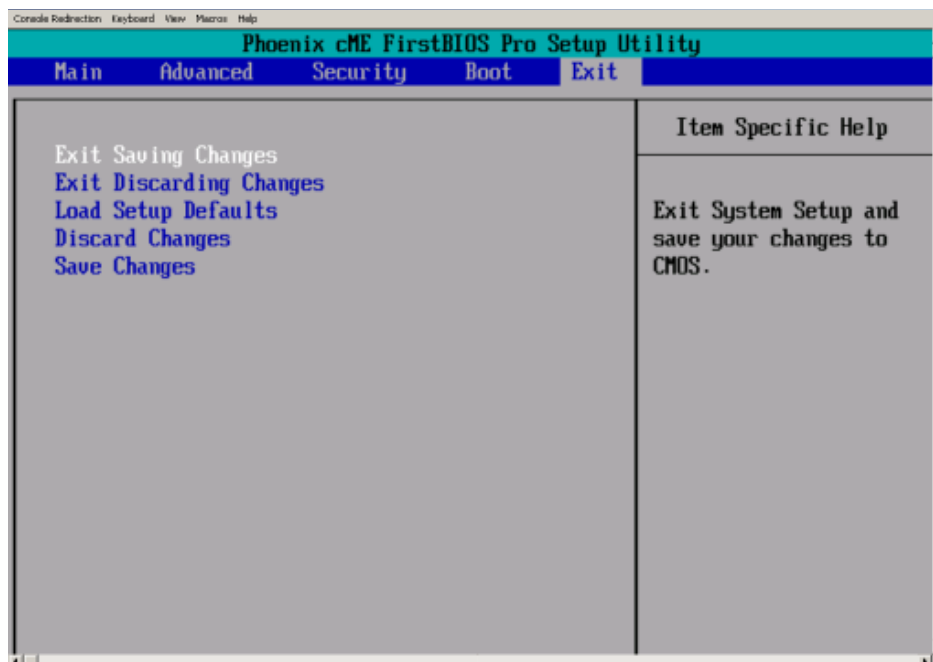 Console Redirection Keyboard View Macros Help
Phoenix cME FirstBIOS Pro Setup Utility
Main Advanced Security Boot Exit
Item Specific Help
Exit Saving Changes
Exit Discarding Changes
Load Setup Defaults
Discard Changes
Save Changes
Exit System Setup and
save your changes to
CMOS.